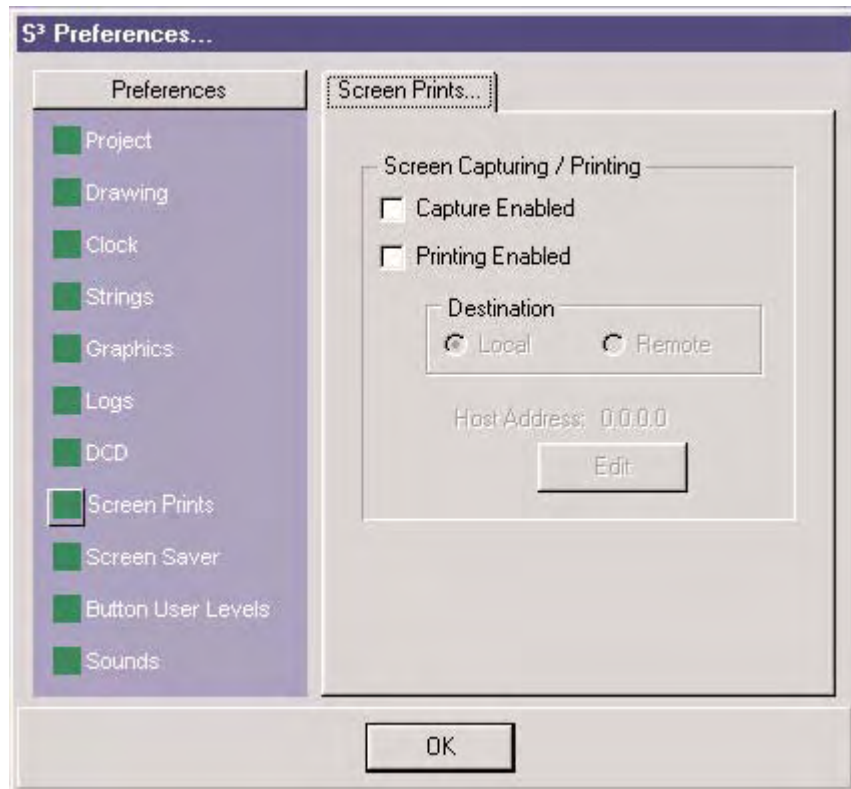 S³ Preferences...
Preferences
Project
Drawing
Clock
Strings
Graphics
Logs
DCD
Screen Prints
Screen Saver
Button User Levels
Sounds
Screen Prints...
Screen Capturing / Printing
Capture Enabled
Printing Enabled
Destination
Local Remote
Host Address: 0.0.0.0
Edit
OK